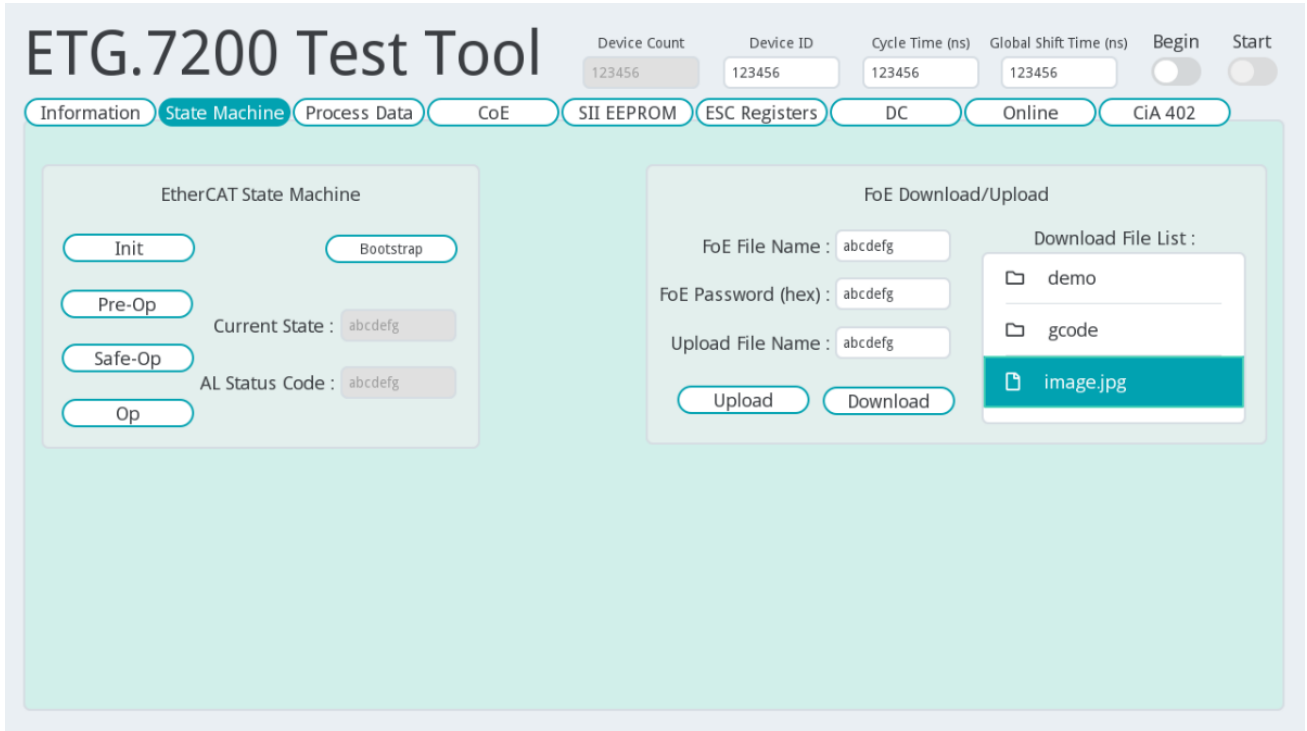 ETG.7200 Test Tool
Device Count
Device ID
Cycle Time (ns)
Global Shift Time (ns)
Begin
Start
123456
123456
123456
123456
Information
State Machine
Process Data
CoE
SII EEPROM
ESC Registers
DC
Online
CiA 402
EtherCAT State Machine
Init
Bootstrap
Pre-Op
Current State : abcdefg
Safe-Op
AL Status Code : abcdefg
Op
FoE Download/Upload
FoE File Name : abcdefg
FoE Password (hex) : abcdefg
Upload File Name : abcdefg
Upload
Download
Download File List :
demo
gcode
image.jpg